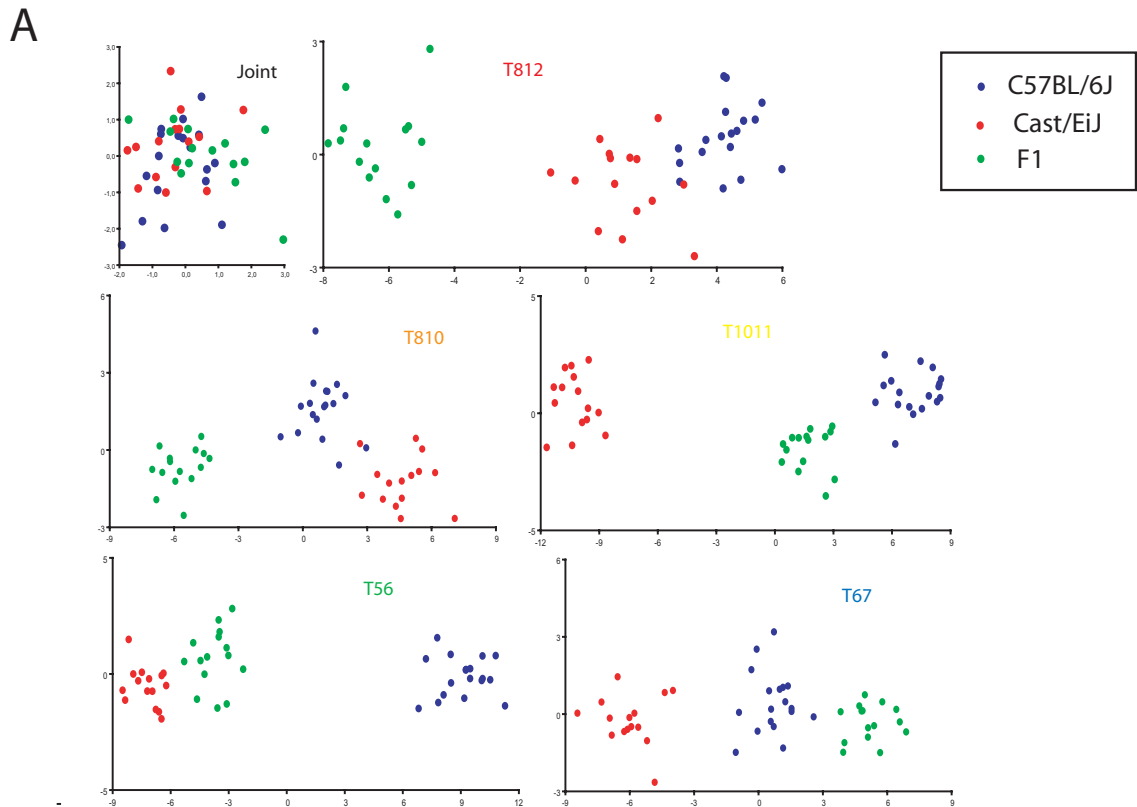 A
Joint
T812
C57BL/6J
Cast/EiJ
F1
3,0
2,0
1,0
0,0
-1,0
-2,0
-3,0
-2,0 -1,0 0,0 1,0 2,0 3,0
3
0
-3
-8 -6 -4 -2 0 2 4 6
T810
6
3
0
-3
-9 -6 -3 0 3 6 9
T1011
5
0
-5
-12 -9 -6 -3 0 3 6 9
T56
5
0
-5
-9 -6 -3 0 3 6 9 12
T67
6
3
0
-3
-9 -6 -3 0 3 6 9